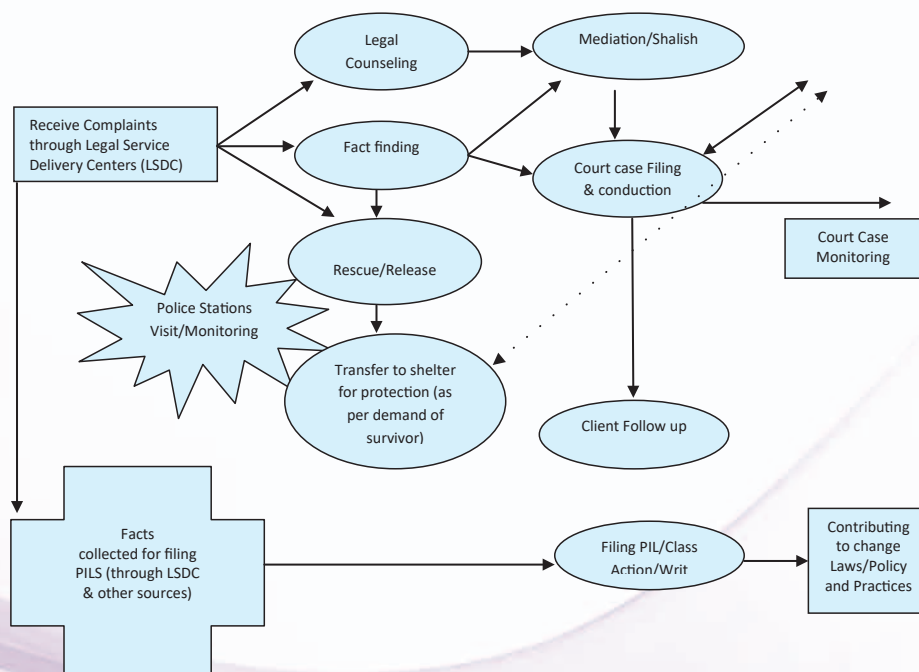 Legal
Counseling
Mediation/Shalish
Receive Complaints
through Legal Service
Delivery Centers (LSDC)
Fact finding
Court case Filing
& conduction
Court Case
Monitoring
Rescue/Release
Police Stations
Visit/Monitoring
Transfer to shelter
for protection (as
per demand of
survivor)
Client Follow up
Facts
collected for filing
PILS (through LSDC
& other sources)
Filing PIL/Class
Action/Writ
Contributing
to change
Laws/Policy
and Practices